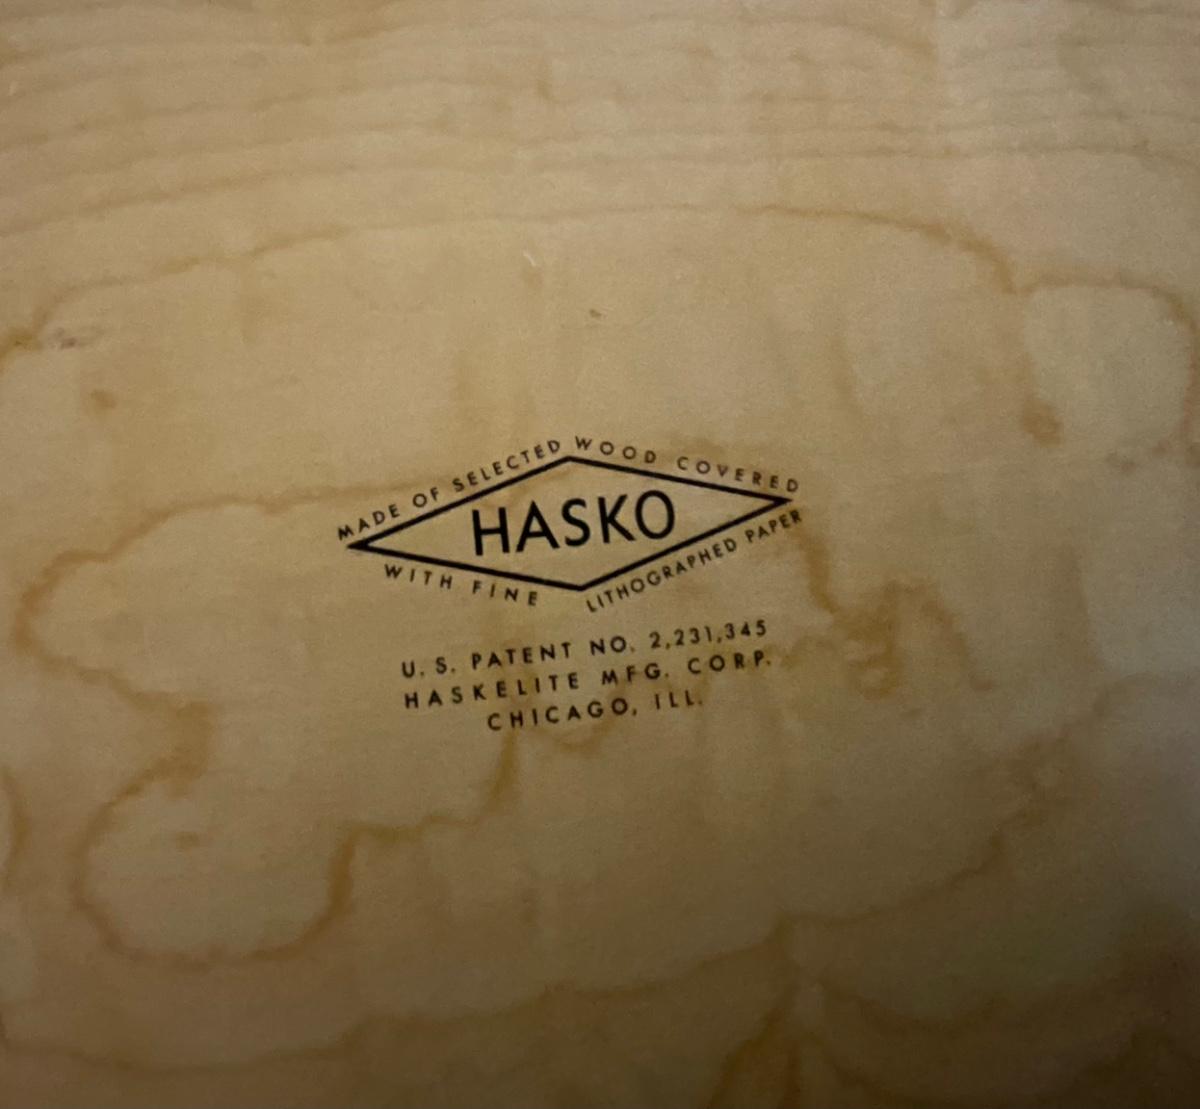 MADE OF SELECTED WOOD COVERED
HASKO
WITH FINE LITHOGRAPHED PAPER
U. S. PATENT NO. 2,231,345
HASKELITE MFG. CORP.
CHICAGO, ILL.